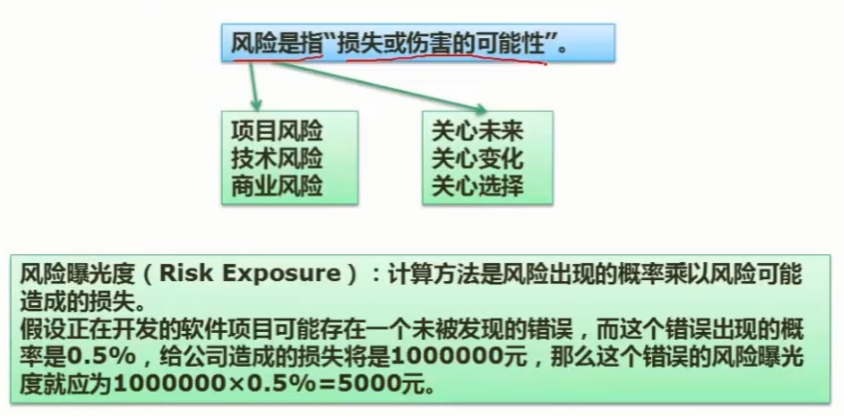 风险是指“损失或伤害的可能性”。
项目风险
技术风险
商业风险
关心未来
关心变化
关心选择
风险曝光度（Risk Exposure）：计算方法是风险出现的概率乘以风险可能
造成的损失。
假设正在开发的软件项目可能存在一个未被发现的错误，而这个错误出现的概
率是0.5%，给公司造成的损失将是1000000元，那么这个错误的风险曝光
度就应为1000000×0.5%=5000元。